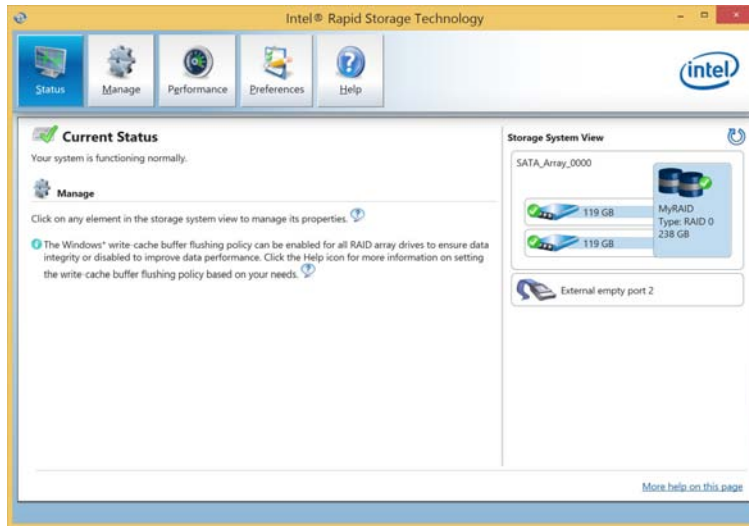 Intel® Rapid Storage Technology
Status
Manage
Performance
Preferences
Help
intel
Current Status
Your system is functioning normally.
Manage
Click on any element in the storage system view to manage its properties.
The Windows* write-cache buffer flushing policy can be enabled for all RAID array drives to ensure data
integrity or disabled to improve data performance. Click the Help icon for more information on setting
the write-cache buffer flushing policy based on your needs.
Storage System View
SATA_Array_0000
119 GB
119 GB
MyRAID
Type: RAID 0
238 GB
External empty port 2
More help on this page